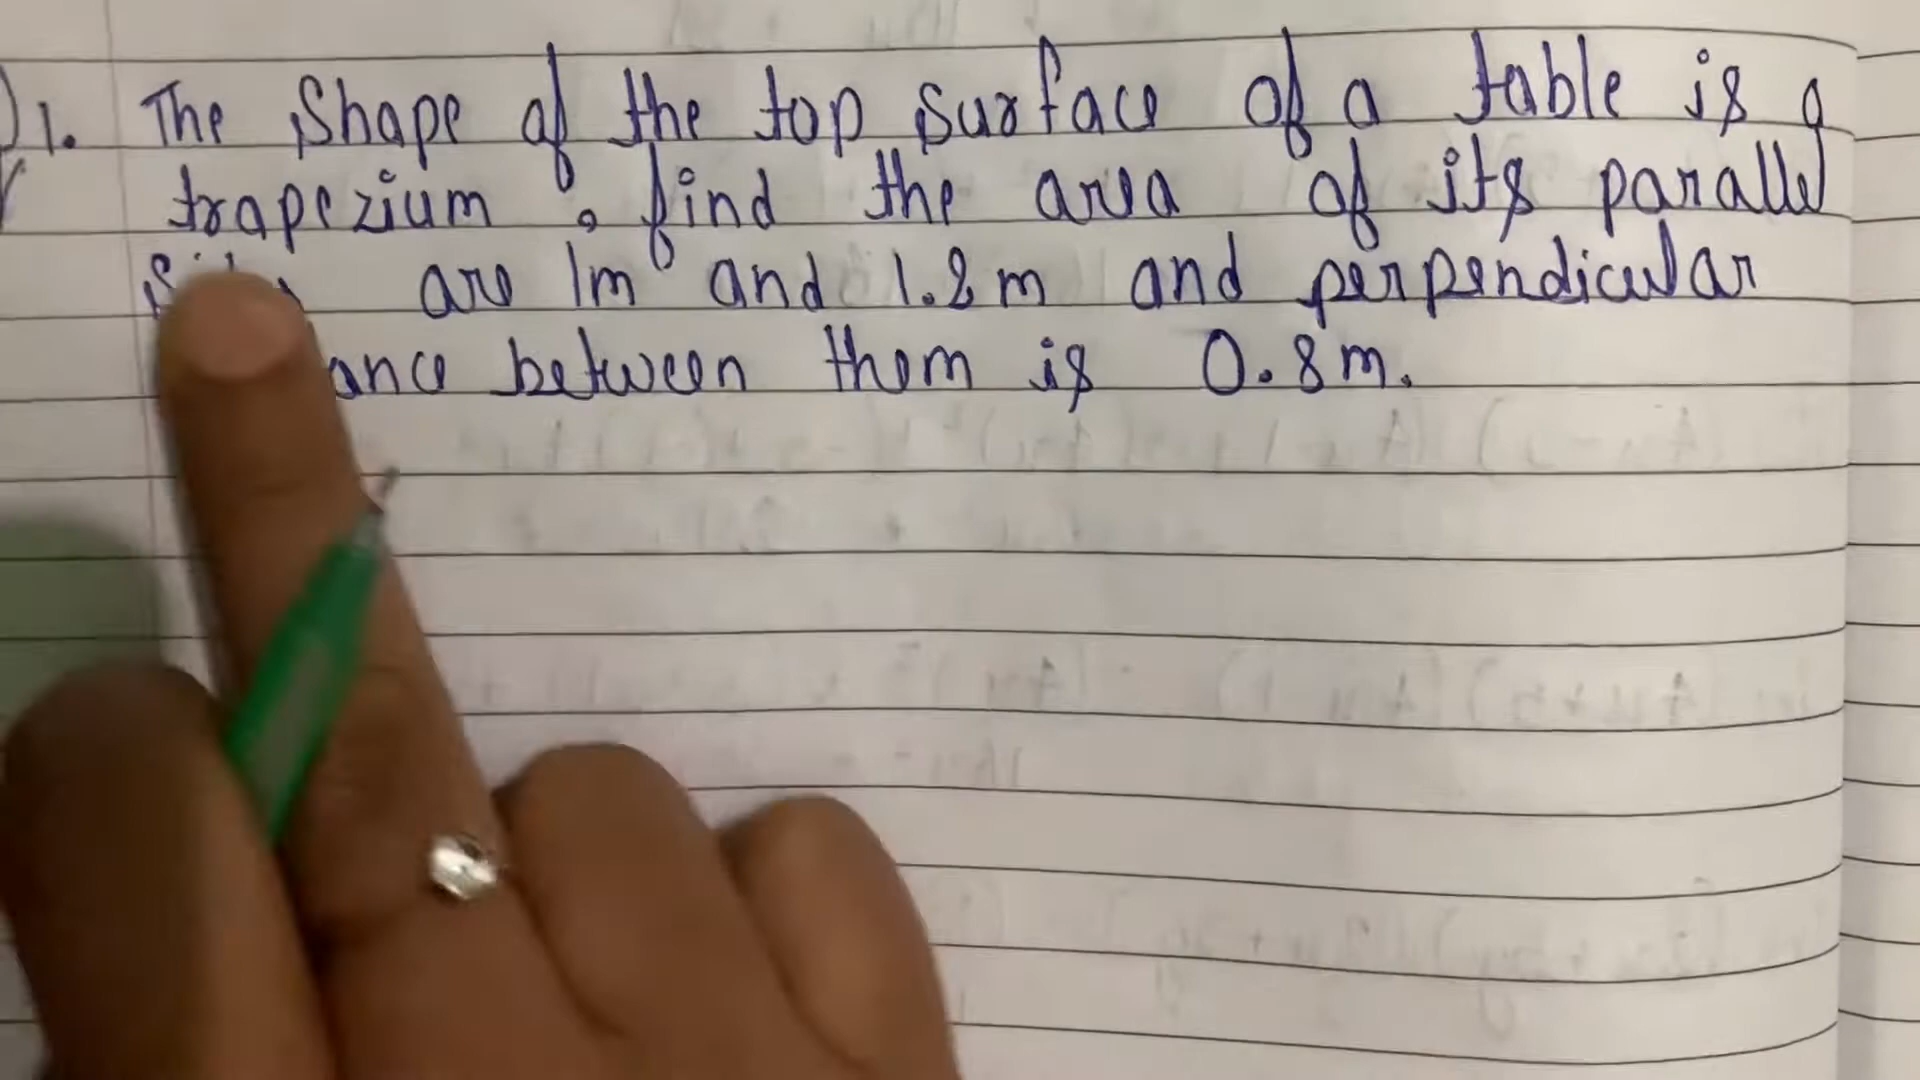 Q1. The Shape of the top surface of a table is a
trapezium. find the area of its parallel
are 1m and 1.2m and perpendicular
ance between them is 0.8m.